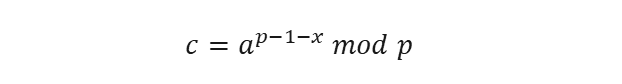 c = a^{p-1-x} mod p